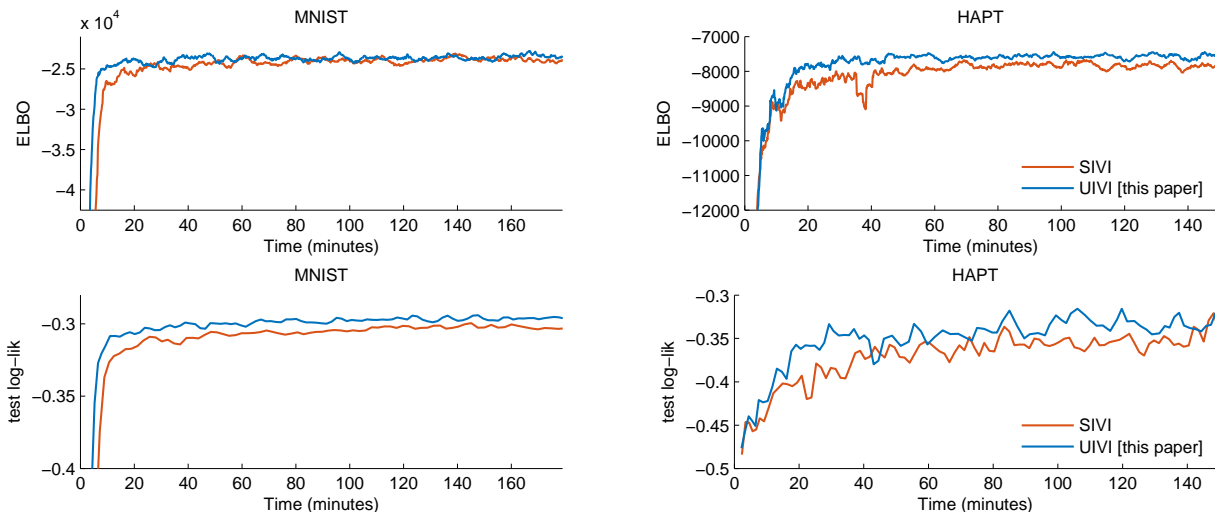 MNIST
x 10⁴
−2.5
−3
−3.5
−4
ELBO
0 20 40 60 80 100 120 140 160
Time (minutes)
HAPT
−7000
−8000
−9000
−10000
−11000
−12000
ELBO
SIVI
UIVI [this paper]
0 20 40 60 80 100 120 140
Time (minutes)
MNIST
−0.3
−0.35
−0.4
test log−lik
0 20 40 60 80 100 120 140 160
Time (minutes)
HAPT
−0.3
−0.35
−0.4
−0.45
−0.5
test log−lik
SIVI
UIVI [this paper]
0 20 40 60 80 100 120 140
Time (minutes)